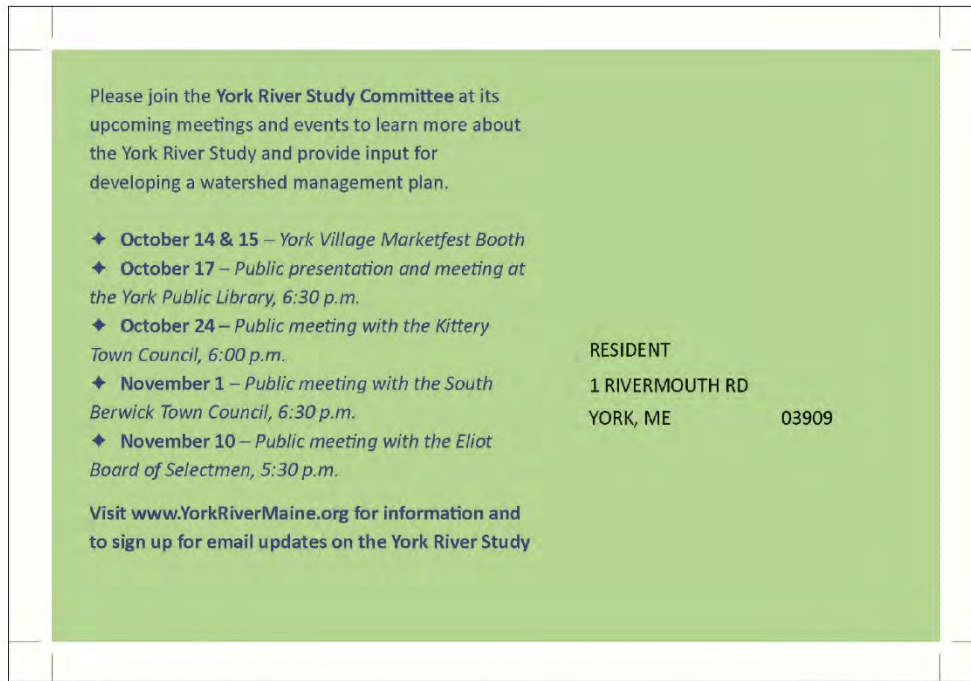 Please join the York River Study Committee at its
upcoming meetings and events to learn more about
the York River Study and provide input for
developing a watershed management plan.
✦ October 14 & 15 – York Village Marketfest Booth
✦ October 17 – Public presentation and meeting at
the York Public Library, 6:30 p.m.
✦ October 24 – Public meeting with the Kittery
Town Council, 6:00 p.m.
✦ November 1 – Public meeting with the South
Berwick Town Council, 6:30 p.m.
✦ November 10 – Public meeting with the Eliot
Board of Selectmen, 5:30 p.m.
Visit www.YorkRiverMaine.org for information and
to sign up for email updates on the York River Study
RESIDENT
1 RIVERMOUTH RD
YORK, ME 03909